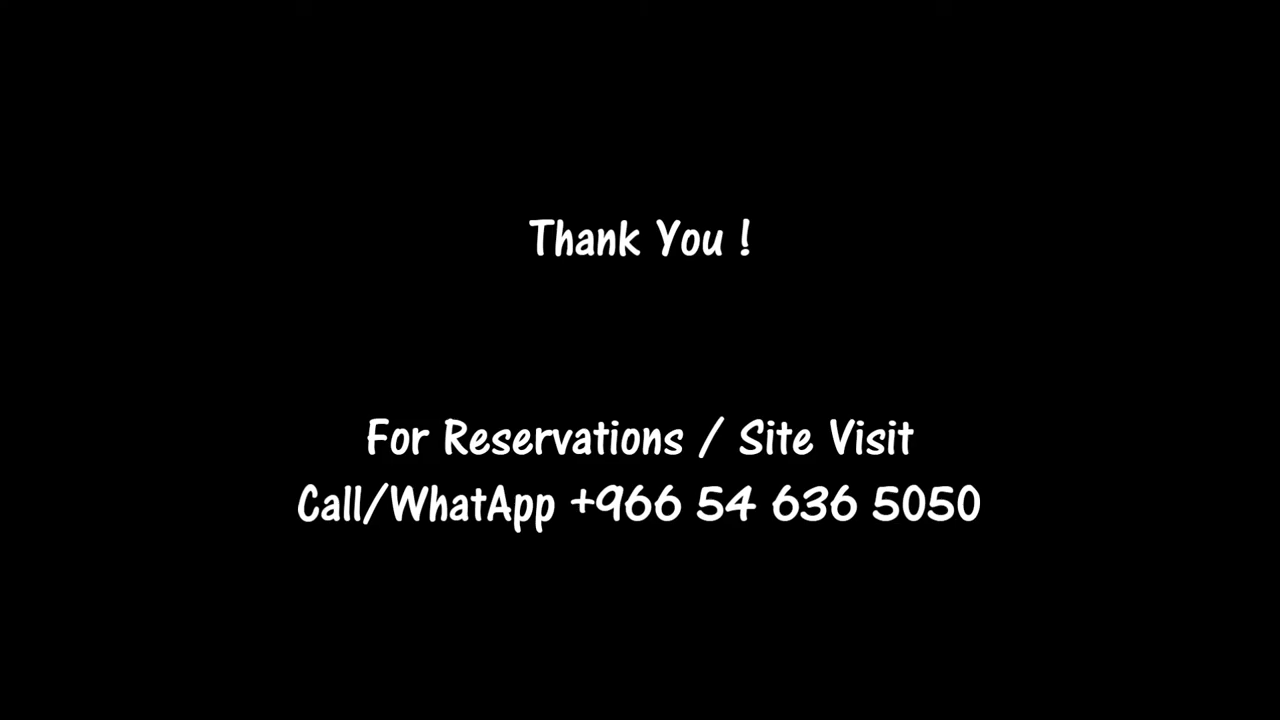 Thank You !
For Reservations / Site Visit
Call/WhatApp +966 54 636 5050